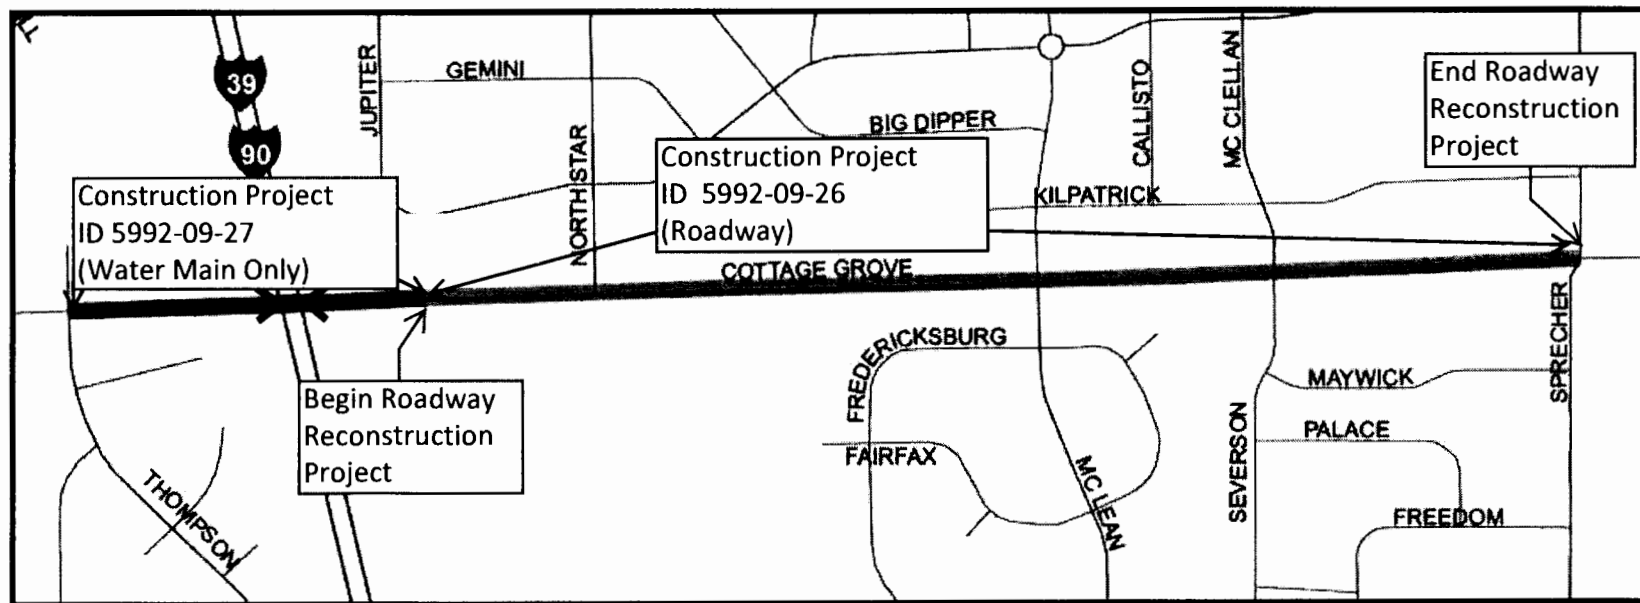 39
90
JUPITER
GEMINI
NORTH STAR
BIG DIPPER
CALLISTO
MC CLELLAN
End Roadway
Reconstruction
Project
Construction Project
ID 5992-09-27
(Water Main Only)
Construction Project
ID 5992-09-26
(Roadway)
KILPATRICK
COTTAGE GROVE
SPRECHER
Begin Roadway
Reconstruction
Project
FREDERICKSBURG
FAIRFAX
MC LEAN
SEVERSON
MAYWICK
PALACE
FREEDOM
THOMPSON